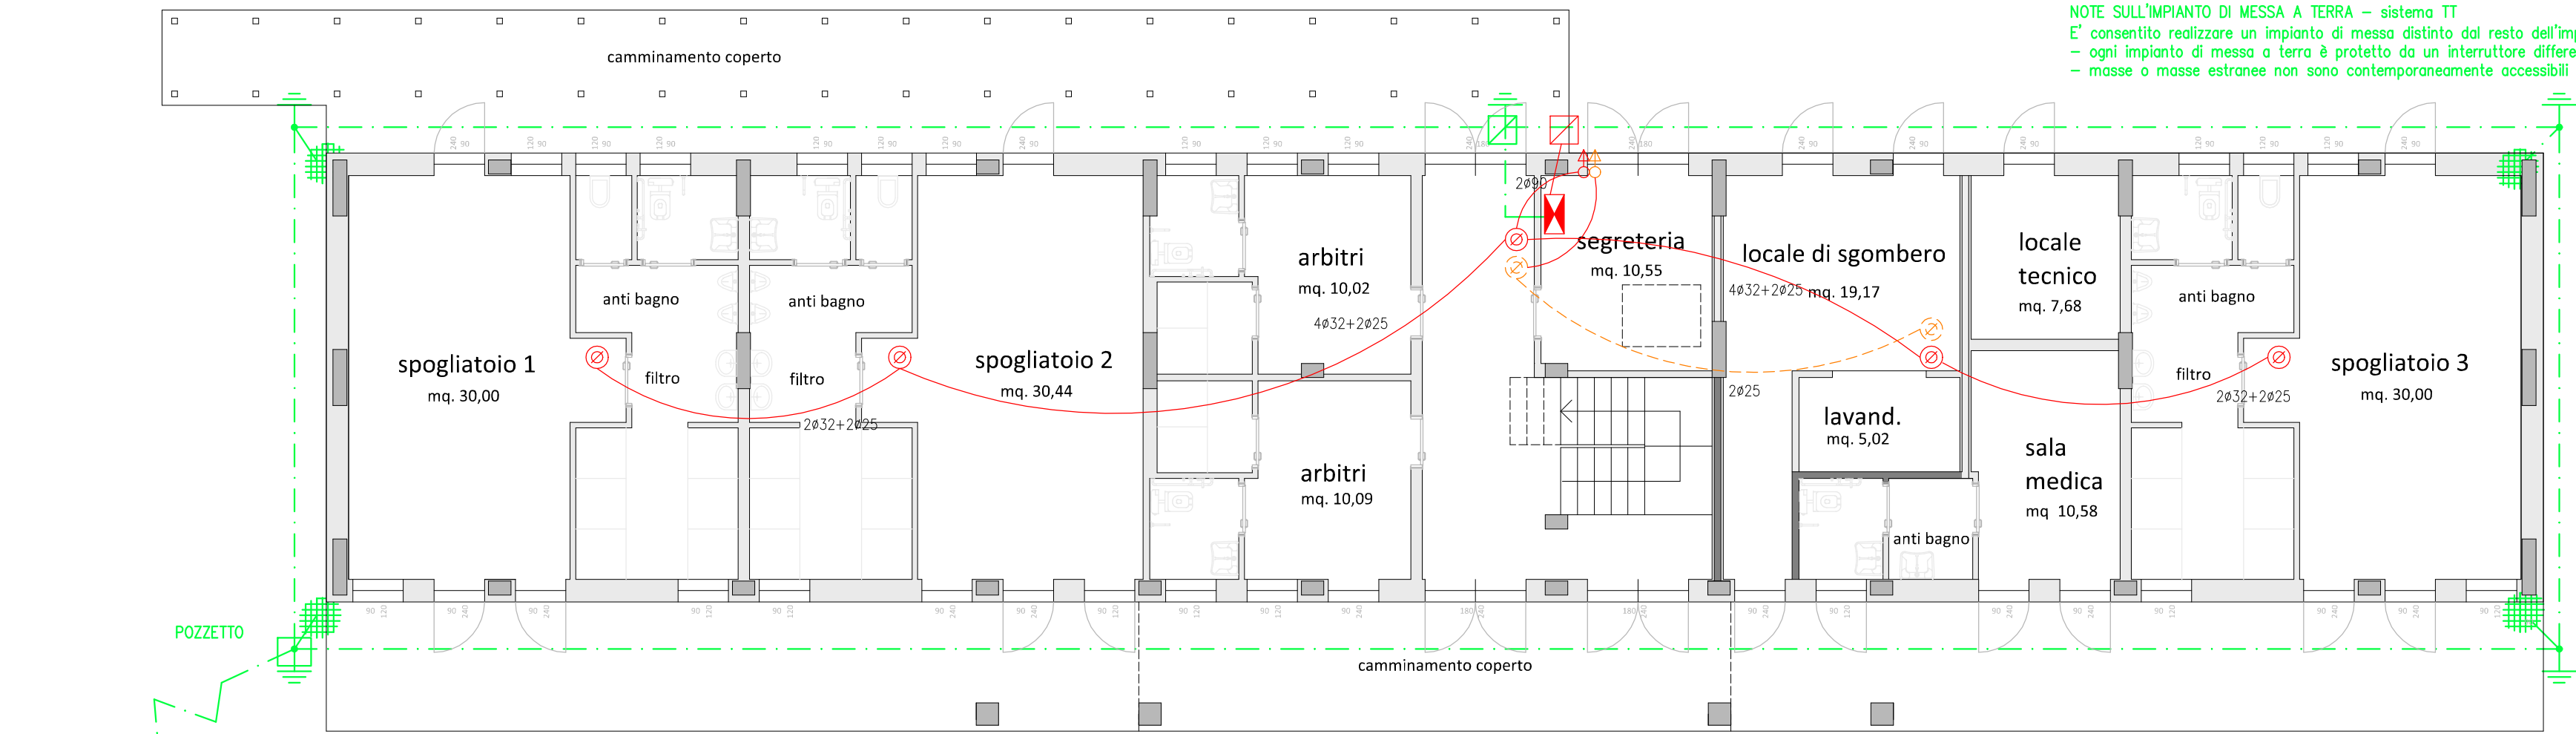 NOTE SULL'IMPIANTO DI MESSA A TERRA – sistema TT
E' consentito realizzare un impianto di messa distinto dal resto dell'imp
– ogni impianto di messa a terra è protetto da un interruttore differe
– masse o masse estranee non sono contemporaneamente accessibili
camminamento coperto
2ø90
spogliatoio 1
mq. 30,00
anti bagno
filtro
anti bagno
filtro
2ø32+2ø25
spogliatoio 2
mq. 30,44
arbitri
mq. 10,02
4ø32+2ø25
arbitri
mq. 10,09
segreteria
mq. 10,55
locale di sgombero
4ø32+2ø25
mq. 19,17
2ø25
lavand.
mq. 5,02
anti bagno
locale
tecnico
mq. 7,68
sala
medica
mq 10,58
anti bagno
filtro
2ø32+2ø25
spogliatoio 3
mq. 30,00
POZZETTO
camminamento coperto